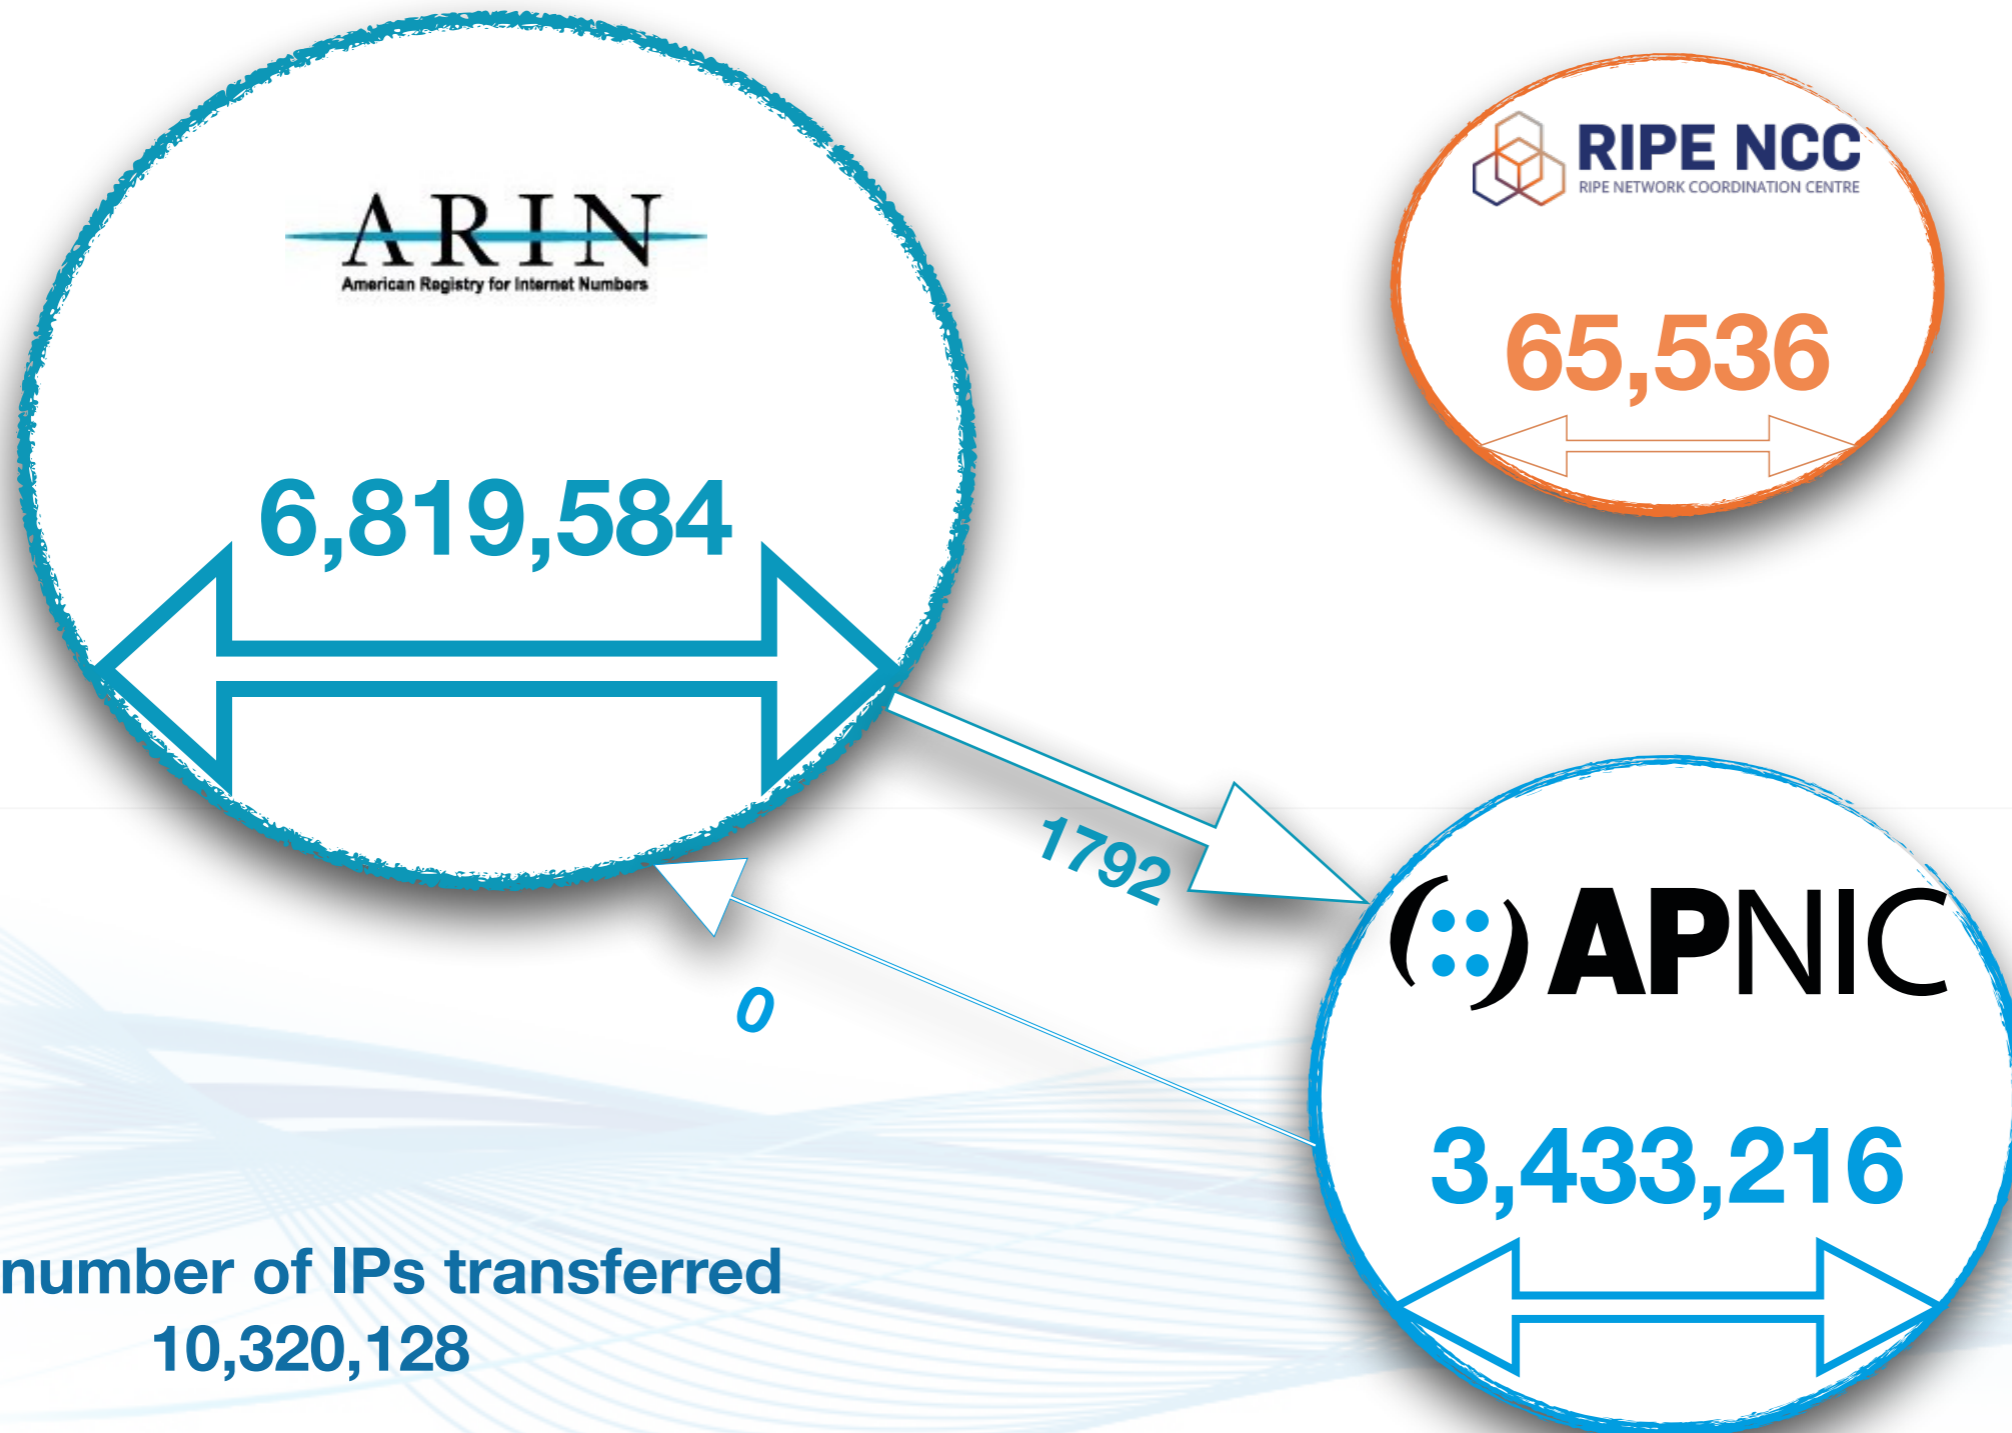 ARIN
American Registry for Internet Numbers
6,819,584
RIPE NCC
RIPE NETWORK COORDINATION CENTRE
65,536
1792
0
APNIC
3,433,216
number of IPs transferred
10,320,128